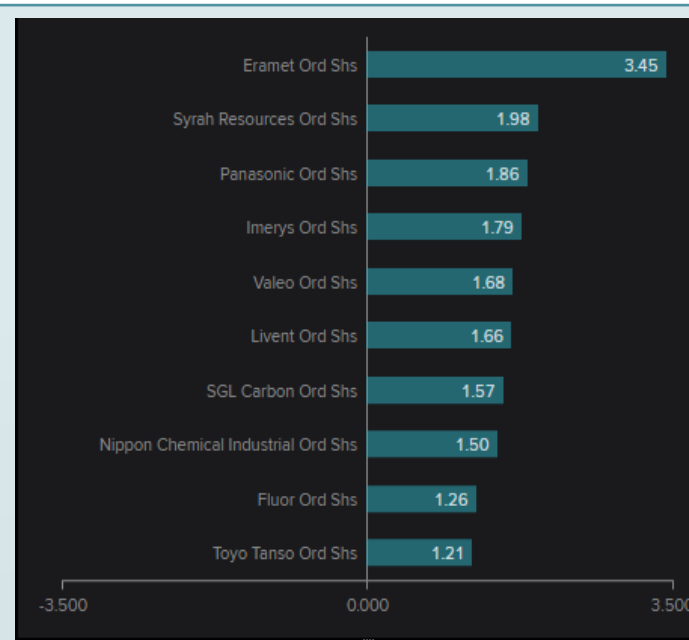 Eramet Ord Shs 3.45
Syrah Resources Ord Shs 1.98
Panasonic Ord Shs 1.86
Imerys Ord Shs 1.79
Valeo Ord Shs 1.68
Livent Ord Shs 1.66
SGL Carbon Ord Shs 1.57
Nippon Chemical Industrial Ord Shs 1.50
Fluor Ord Shs 1.26
Toyo Tanso Ord Shs 1.21
-3.500 0.000 3.500